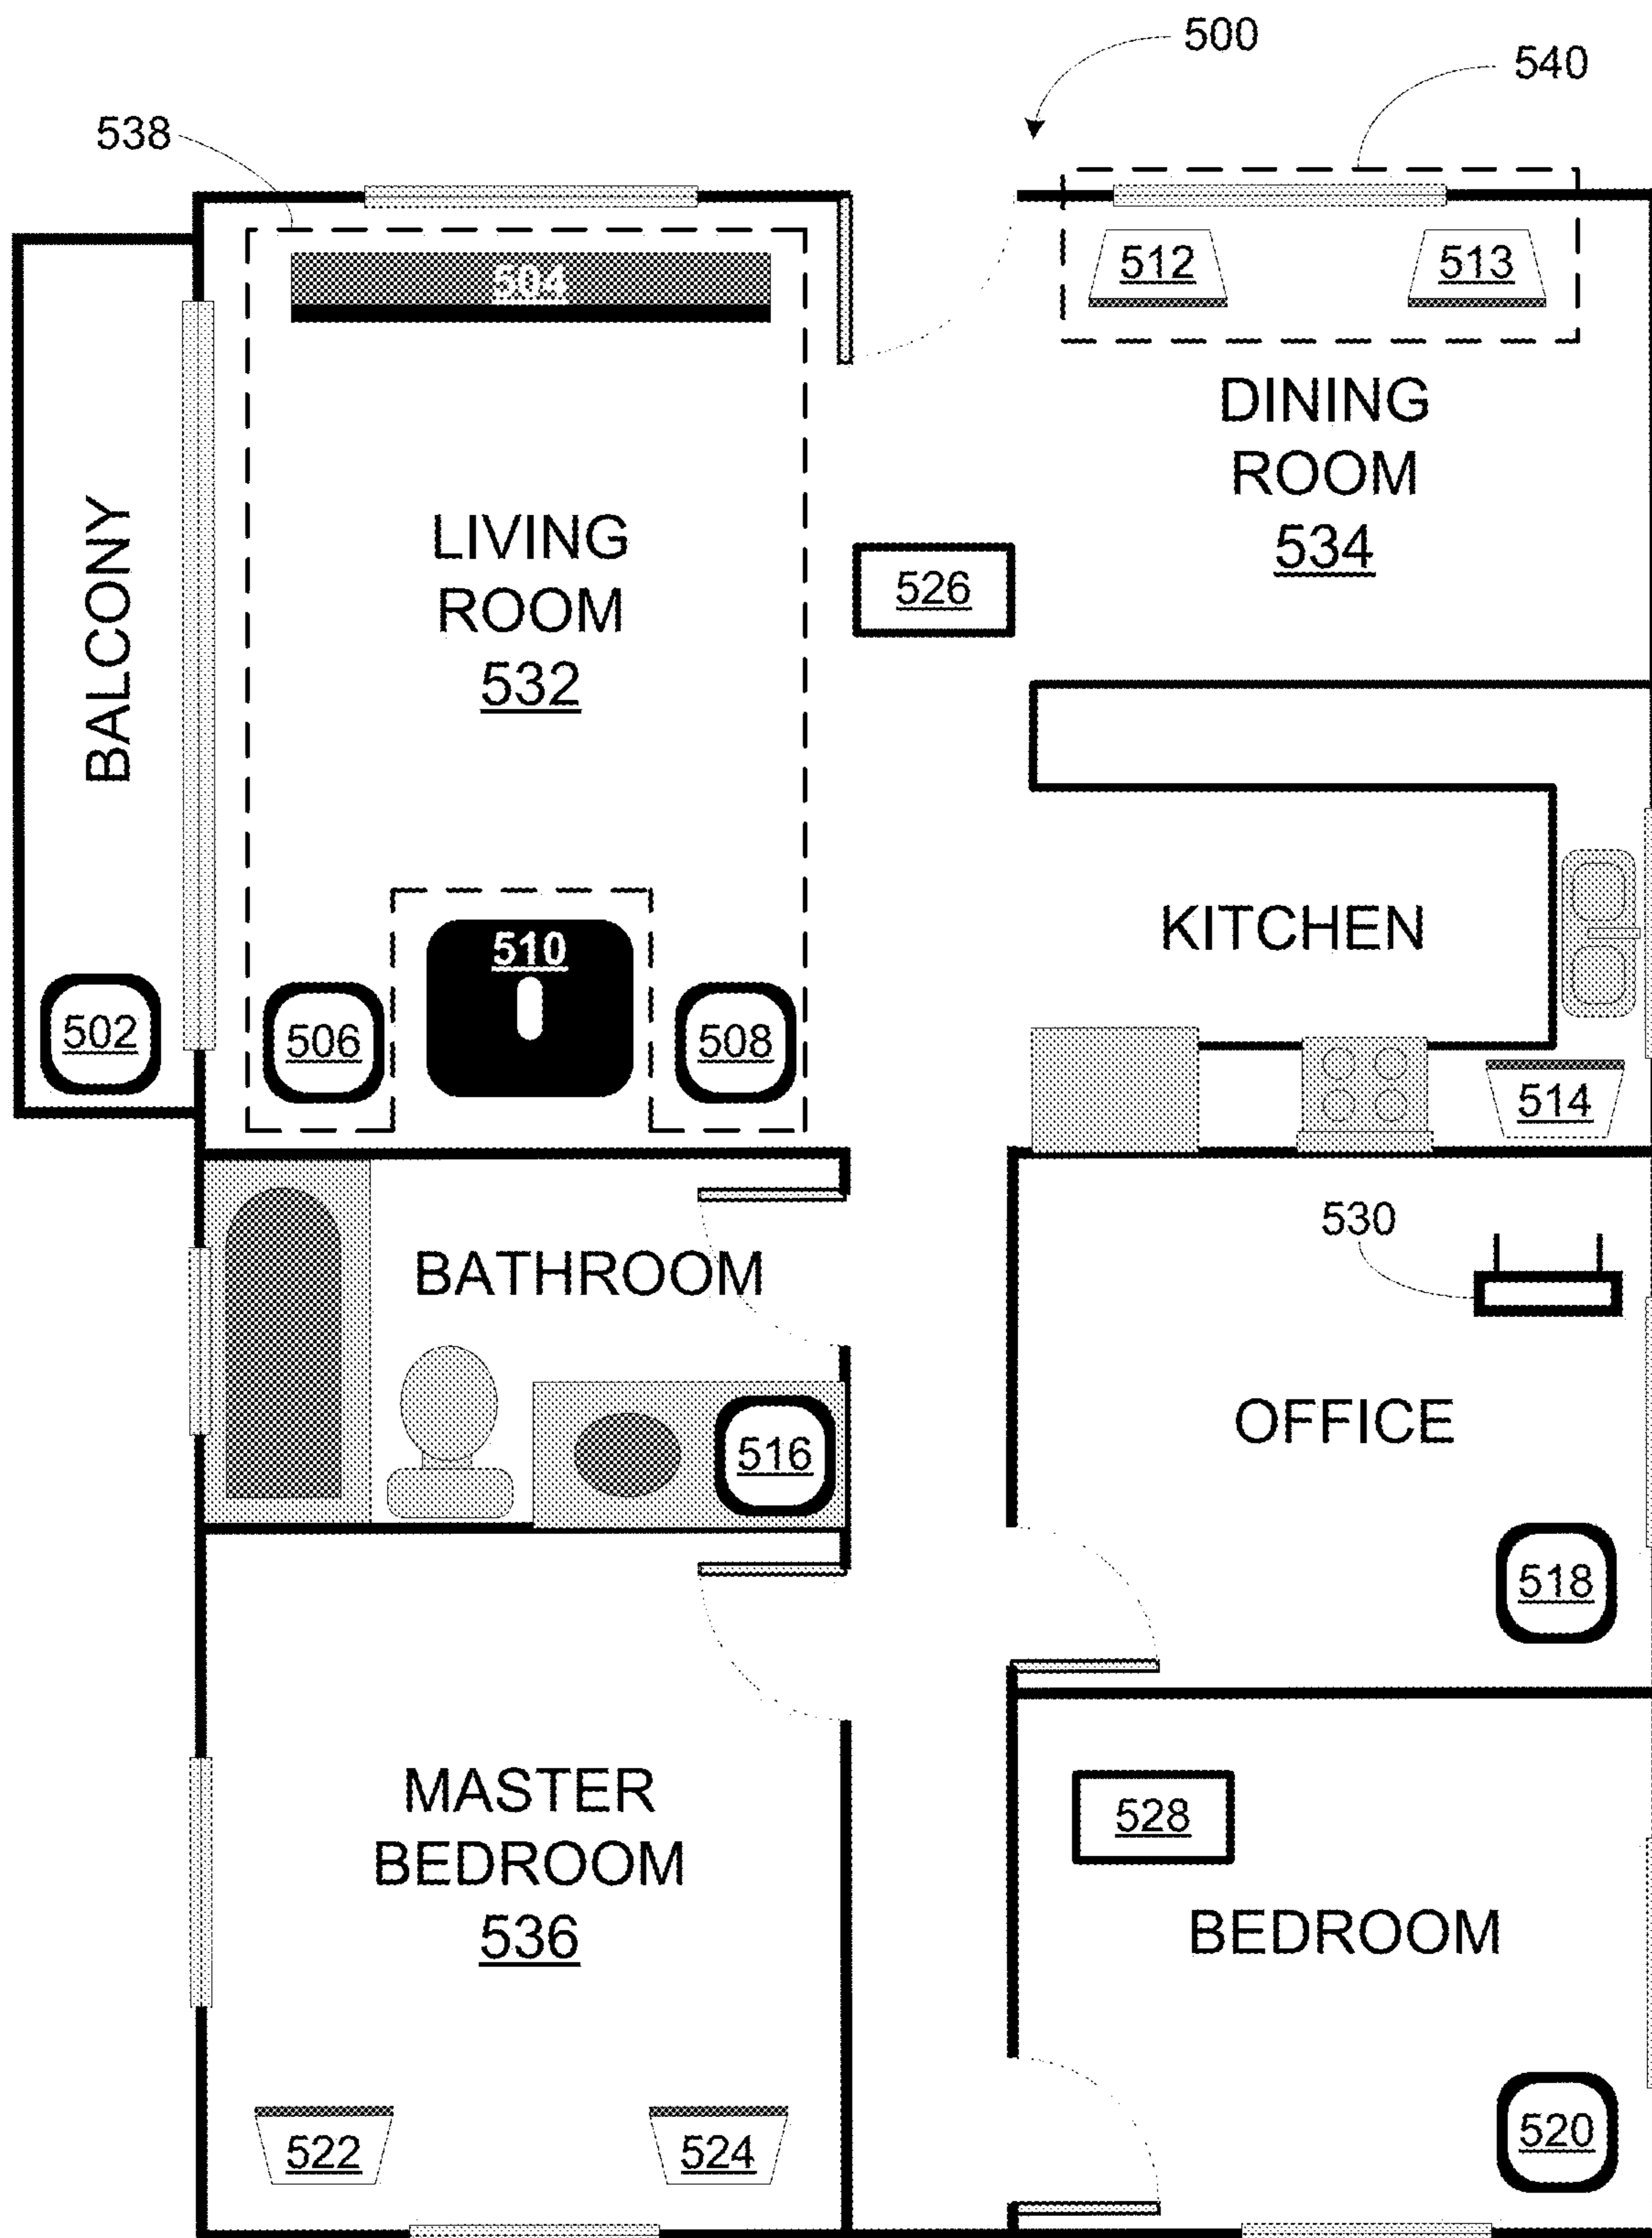 500
540
538
504
512
513
DINING
ROOM
534
LIVING
ROOM
532
526
BALCONY
KITCHEN
510
502
506
508
514
530
BATHROOM
OFFICE
516
518
MASTER
BEDROOM
536
528
BEDROOM
522
524
520